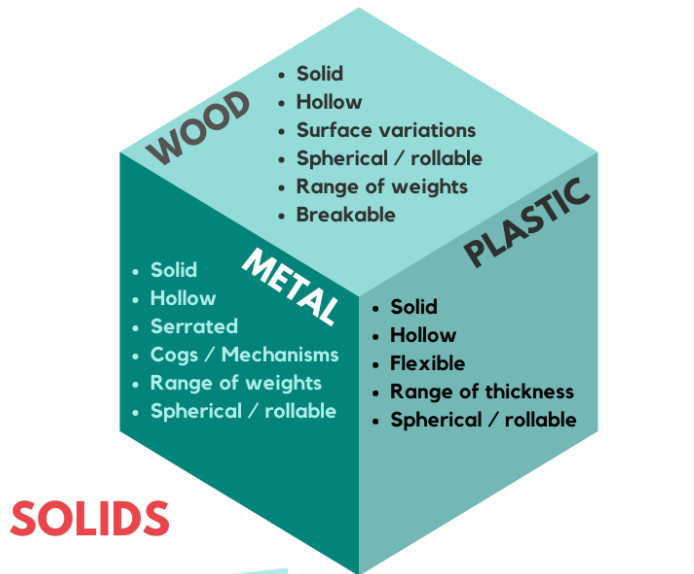 WOOD
• Solid
• Hollow
• Surface variations
• Spherical / rollable
• Range of weights
• Breakable
METAL
• Solid
• Hollow
• Serrated
• Cogs / Mechanisms
• Range of weights
• Spherical / rollable
PLASTIC
• Solid
• Hollow
• Flexible
• Range of thickness
• Spherical / rollable
SOLIDS